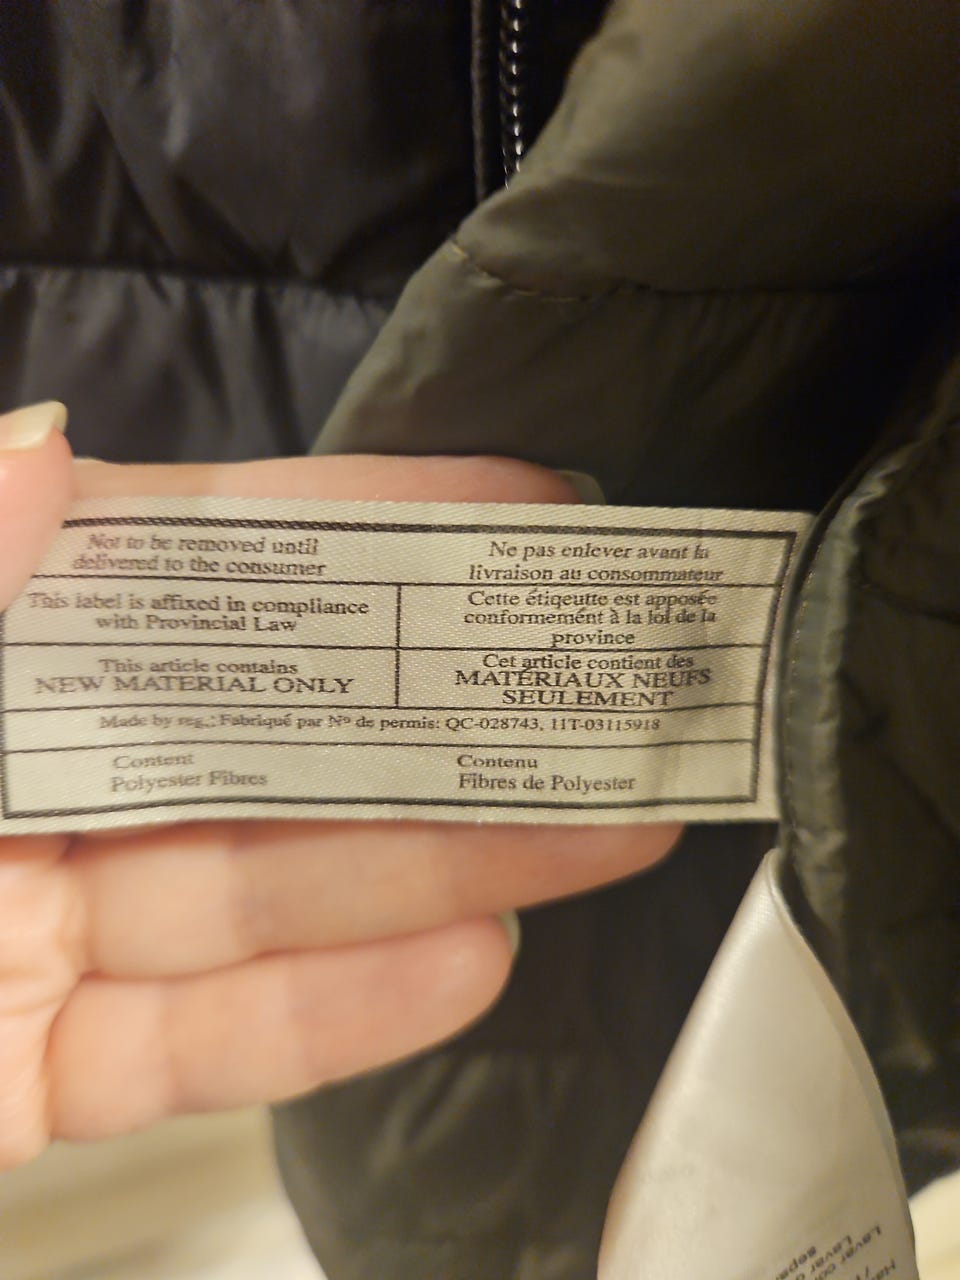 Not to be removed until
delivered to the consumer
Ne pas enlever avant la
livraison au consommateur
This label is affixed in compliance
with Provincial Law
Cette étiqeutte est apposée
conformément à la loi de la
province
This article contains
NEW MATERIAL ONLY
Cet article contient des
MATÉRIAUX NEUFS
SEULEMENT
Made by reg.: Fabriqué par Nº de permis: QC-028743, 11T-03115918
Content
Polyester Fibres
Contenu
Fibres de Polyester
Laver
Laver